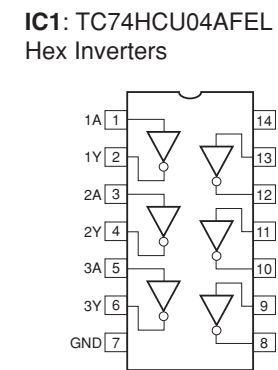 IC1: TC74HCU04AFEL
Hex Inverters
1A 1 14
1Y 2 13
2A 3 12
2Y 4 11
3A 5 10
3Y 6 9
GND 7 8